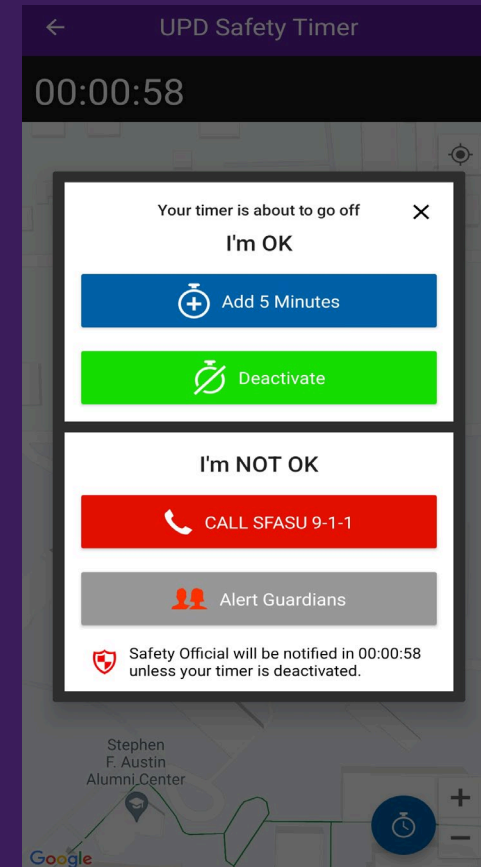 UPD Safety Timer
00:00:58
Your timer is about to go off
I'm OK
Add 5 Minutes
Deactivate
I'm NOT OK
CALL SFASU 9-1-1
Alert Guardians
Safety Official will be notified in 00:00:58
unless your timer is deactivated.
Stephen
F. Austin
Alumni Center
Google